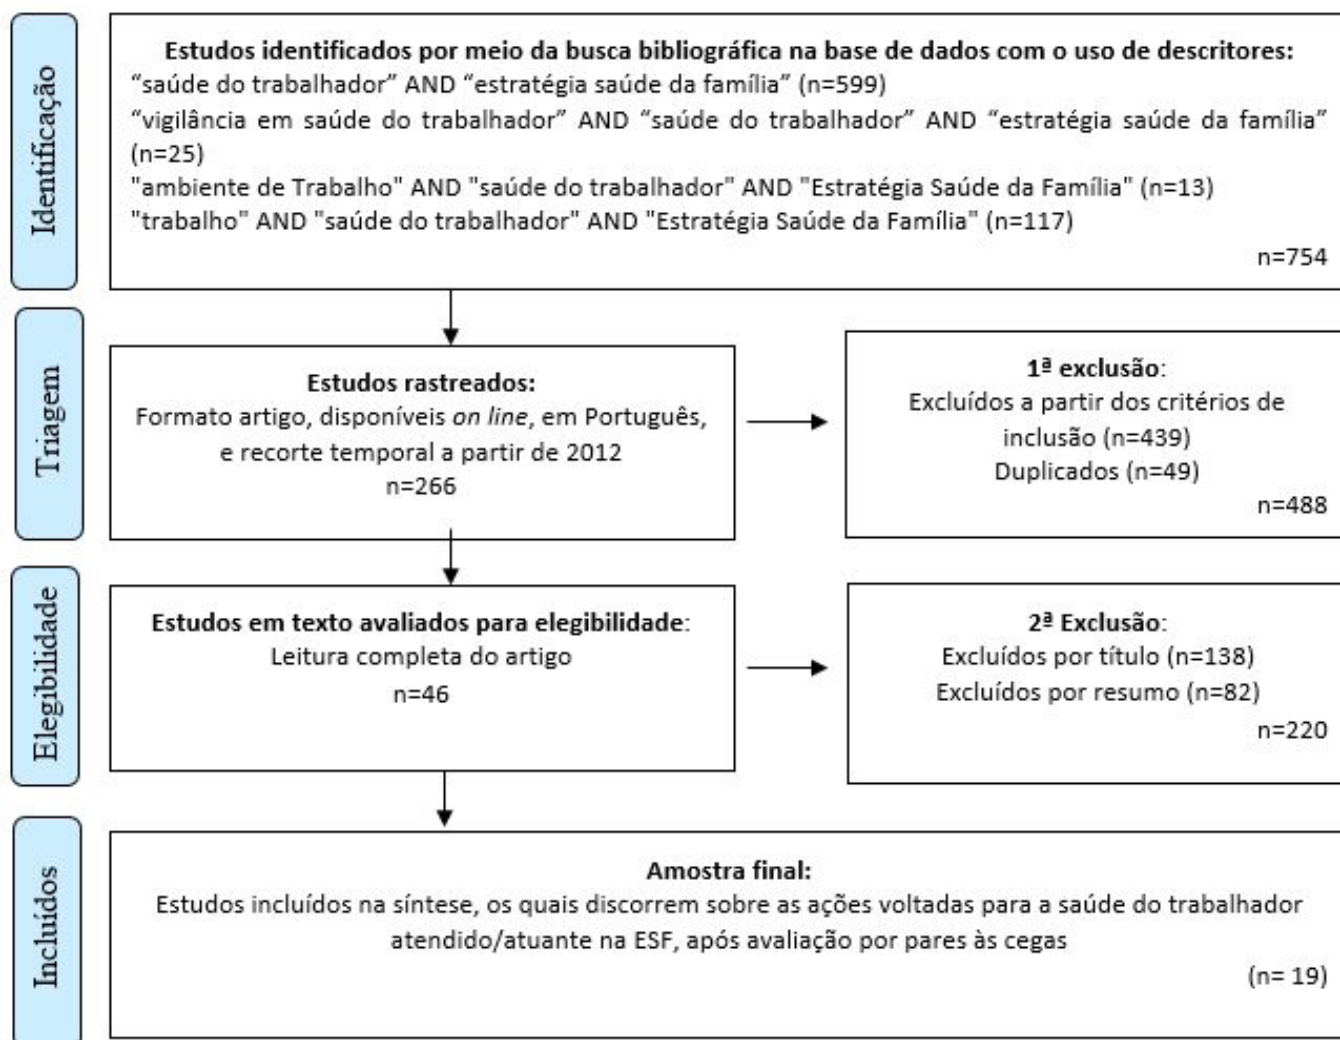 Identificação
Estudos identificados por meio da busca bibliográfica na base de dados com o uso de descritores:
“saúde do trabalhador” AND “estratégia saúde da família” (n=599)
“vigilância em saúde do trabalhador” AND “saúde do trabalhador” AND “estratégia saúde da família”
(n=25)
"ambiente de Trabalho" AND "saúde do trabalhador" AND "Estratégia Saúde da Família" (n=13)
"trabalho" AND "saúde do trabalhador" AND "Estratégia Saúde da Família" (n=117)
n=754
Triagem
Estudos rastreados:
Formato artigo, disponíveis on line, em Português,
e recorte temporal a partir de 2012
n=266
1ª exclusão:
Excluídos a partir dos critérios de
inclusão (n=439)
Duplicados (n=49)
n=488
Elegibilidade
Estudos em texto avaliados para elegibilidade:
Leitura completa do artigo
n=46
2ª Exclusão:
Excluídos por título (n=138)
Excluídos por resumo (n=82)
n=220
Incluídos
Amostra final:
Estudos incluídos na síntese, os quais discorrem sobre as ações voltadas para a saúde do trabalhador
atendido/atuante na ESF, após avaliação por pares às cegas
(n= 19)